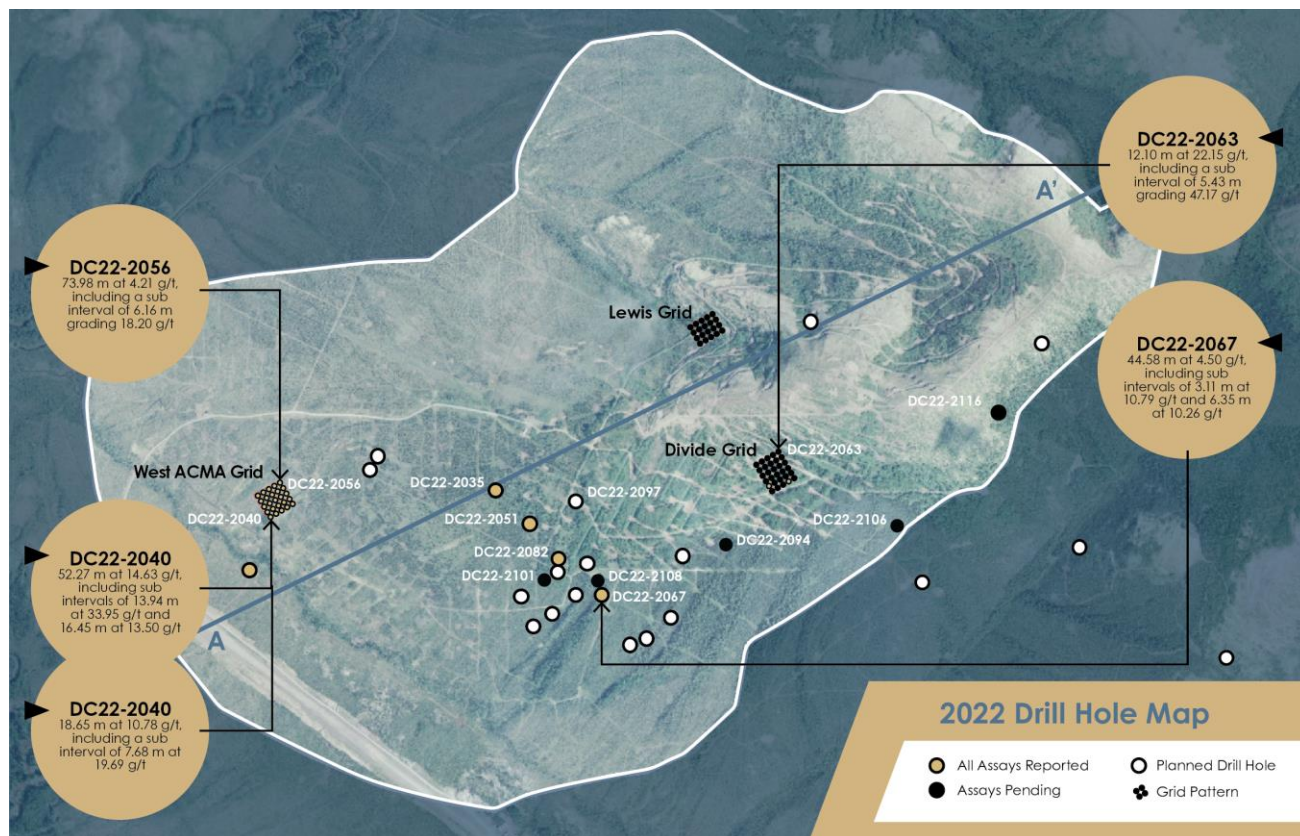 DC22-2063
12.10 m at 22.15 g/t,
including a sub
interval of 5.43 m
grading 47.17 g/t
A'
DC22-2056
73.98 m at 4.21 g/t,
including a sub
interval of 6.16 m
grading 18.20 g/t
Lewis Grid
DC22-2067
44.58 m at 4.50 g/t,
including sub
intervals of 3.11 m at
10.79 g/t and 6.35 m
at 10.26 g/t
DC22-2116
Divide Grid
DC22-2063
West ACMA Grid
DC22-2056
DC22-2035
DC22-2097
DC22-2040
DC22-2051
DC22-2106
DC22-2094
DC22-2082
DC22-2101
DC22-2108
DC22-2067
DC22-2040
52.27 m at 14.63 g/t,
including sub
intervals of 13.94 m
at 33.95 g/t and
16.45 m at 13.50 g/t
A
DC22-2040
18.65 m at 10.78 g/t,
including a sub
interval of 7.68 m at
19.69 g/t
2022 Drill Hole Map
All Assays Reported
Planned Drill Hole
Assays Pending
Grid Pattern